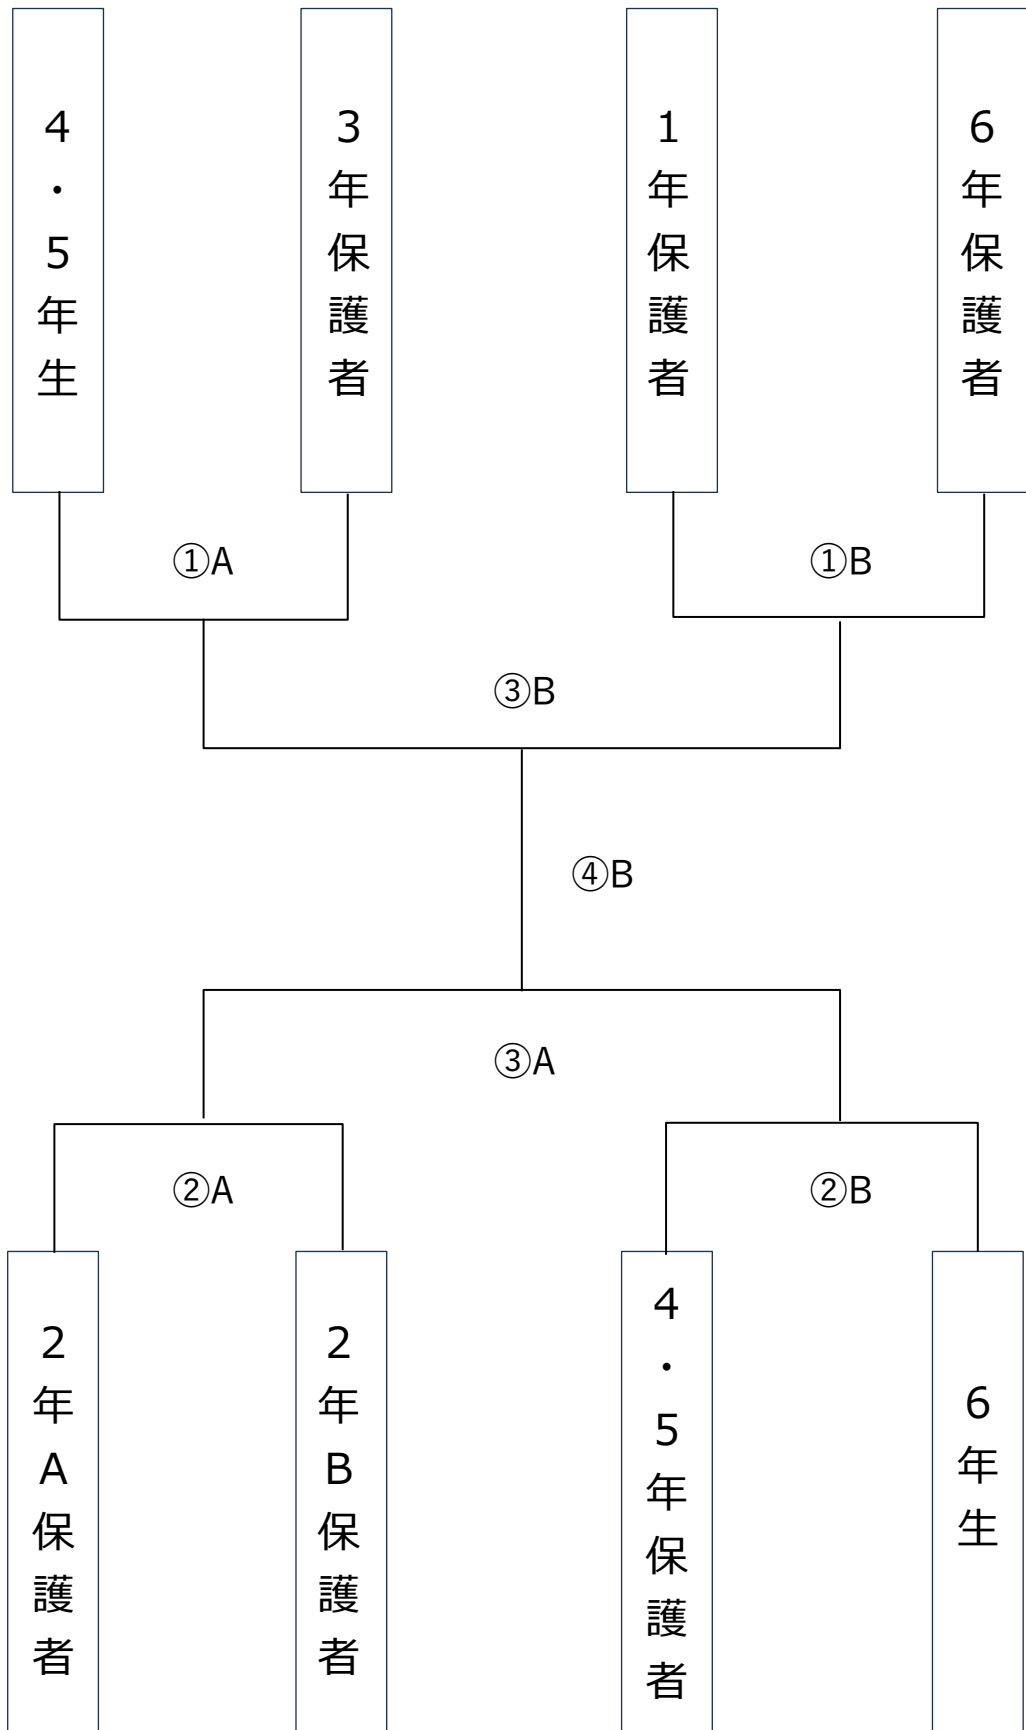 4・5年生
3年保護者
1年保護者
6年保護者
①A
①B
③B
④B
③A
②A
②B
2年A保護者
2年B保護者
4・5年保護者
6年生